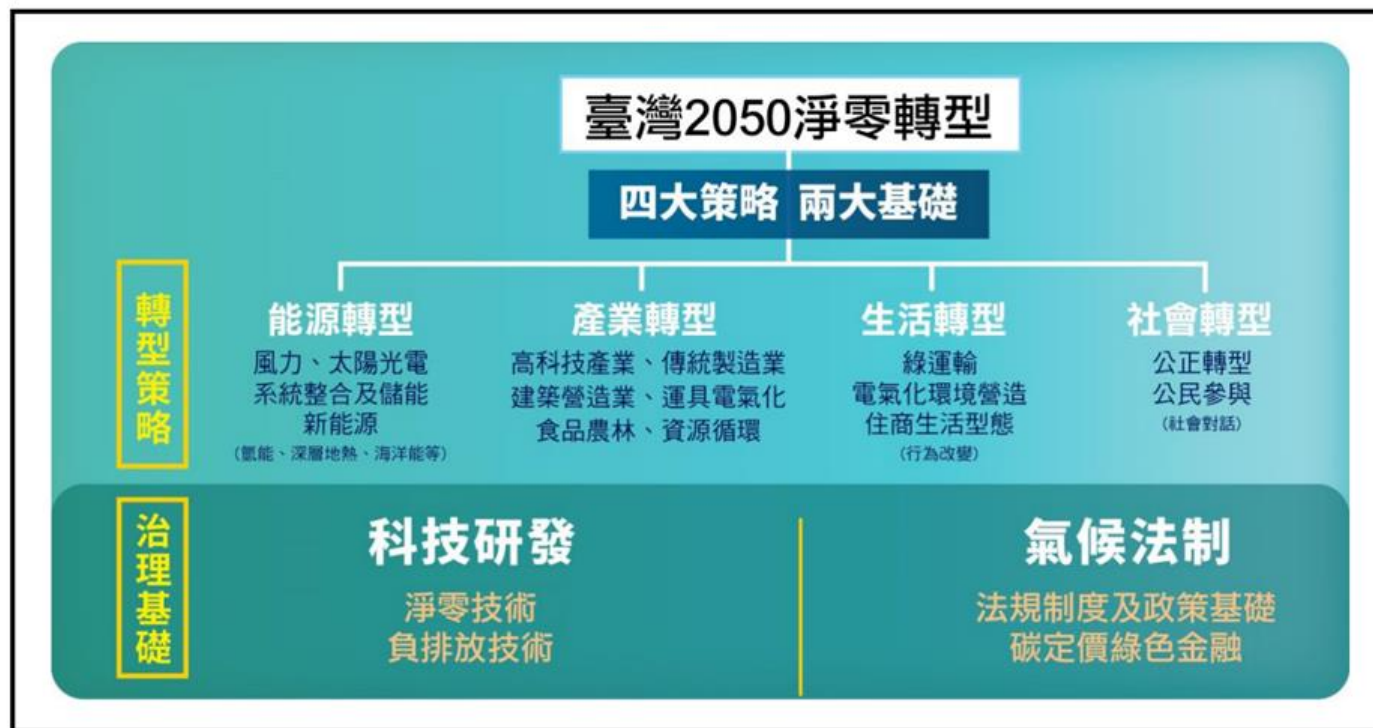 臺灣2050淨零轉型
四大策略 兩大基礎
轉型策略
能源轉型
風力、太陽光電
系統整合及儲能
新能源
(氫能、深層地熱、海洋能等)
產業轉型
高科技產業、傳統製造業
建築營造業、運具電氣化
食品農林、資源循環
生活轉型
綠運輸
電氣化環境營造
住商生活型態
(行為改變)
社會轉型
公正轉型
公民參與
(社會對話)
治理基礎
科技研發
淨零技術
負排放技術
氣候法制
法規制度及政策基礎
碳定價綠色金融